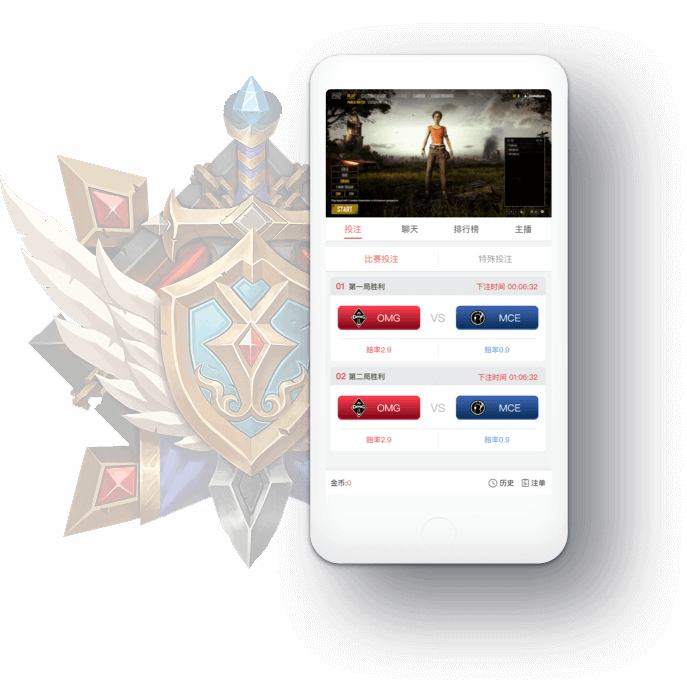 START
投注 聊天 排行榜 主播
比赛投注 特殊投注
01 第一局胜利 下注时间 00:06:32
OMG VS MCE
赔率2.9 赔率0.9
02 第二局胜利 下注时间 01:06:32
OMG VS MCE
赔率2.9 赔率0.9
金币:0 历史 注单